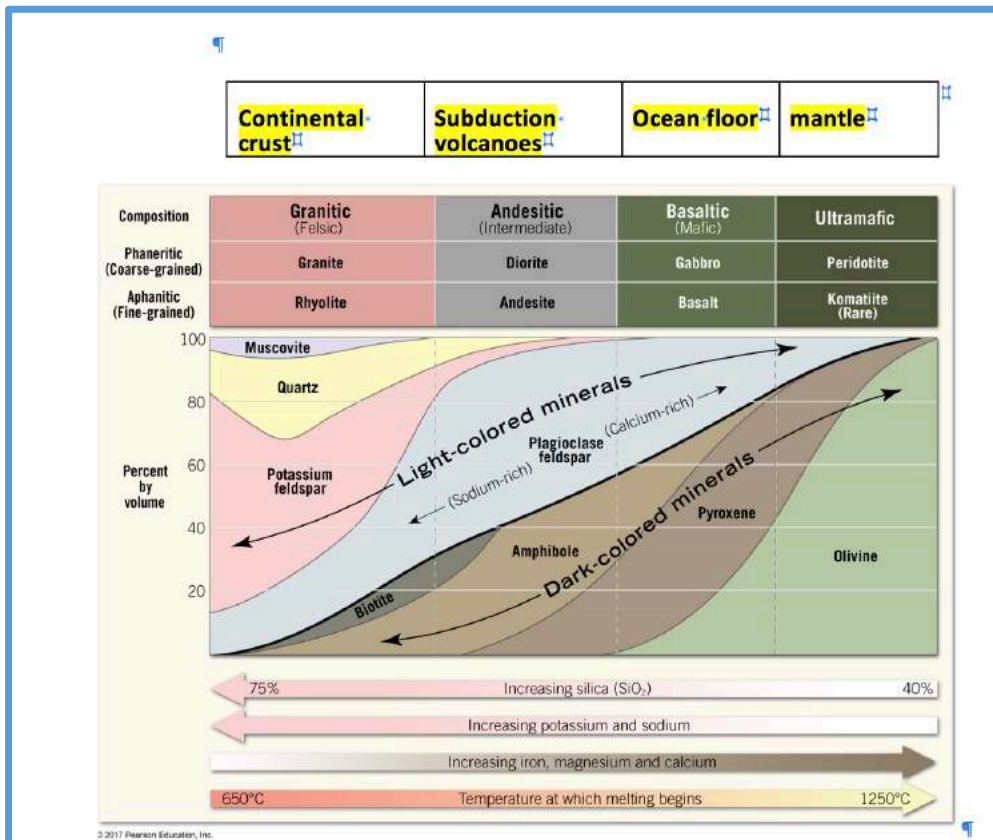 Continental crust
Subduction volcanoes
Ocean floor
mantle
Composition
Granitic
(Felsic)
Andesitic
(Intermediate)
Basaltic
(Mafic)
Ultramafic
Phaneritic
(Coarse-grained)
Granite
Diorite
Gabbro
Peridotite
Aphanitic
(Fine-grained)
Rhyolite
Andesite
Basalt
Komatiite
(Rare)
100
80
60
40
20
Percent
by
volume
Muscovite
Quartz
Potassium
feldspar
Light-colored minerals
(Calcium-rich)
Plagioclase
feldspar
(Sodium-rich)
Biotite
Amphibole
Dark-colored minerals
Pyroxene
Olivine
75% Increasing silica (SiO₂) 40%
Increasing potassium and sodium
Increasing iron, magnesium and calcium
650°C Temperature at which melting begins 1250°C
© 2017 Pearson Education, Inc.